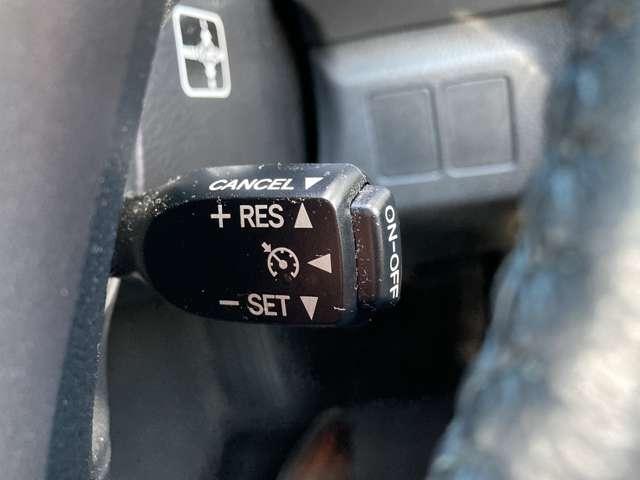 CANCEL ▼
+ RES ▲
◀
- SET ▼
ON-OFF